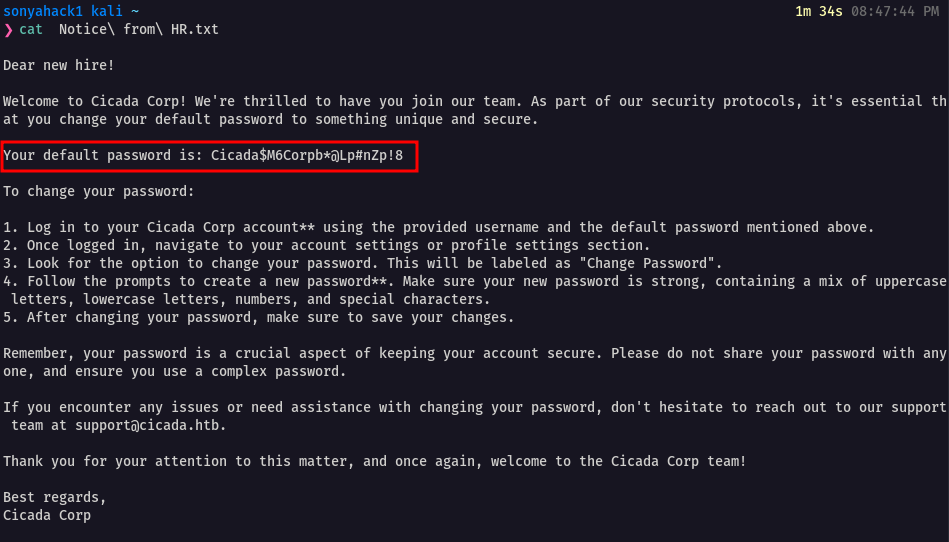 sonyahack1 kali ~ 1m 34s 08:47:44 PM
❯ cat  Notice\ from\ HR.txt
Dear new hire!
Welcome to Cicada Corp! We're thrilled to have you join our team. As part of our security protocols, it's essential th
at you change your default password to something unique and secure.
Your default password is: Cicada$M6Corpb*@Lp#nZp!8
To change your password:
1. Log in to your Cicada Corp account** using the provided username and the default password mentioned above.
2. Once logged in, navigate to your account settings or profile settings section.
3. Look for the option to change your password. This will be labeled as "Change Password".
4. Follow the prompts to create a new password**. Make sure your new password is strong, containing a mix of uppercase
 letters, lowercase letters, numbers, and special characters.
5. After changing your password, make sure to save your changes.
Remember, your password is a crucial aspect of keeping your account secure. Please do not share your password with any
one, and ensure you use a complex password.
If you encounter any issues or need assistance with changing your password, don't hesitate to reach out to our support
 team at support@cicada.htb.
Thank you for your attention to this matter, and once again, welcome to the Cicada Corp team!
Best regards,
Cicada Corp